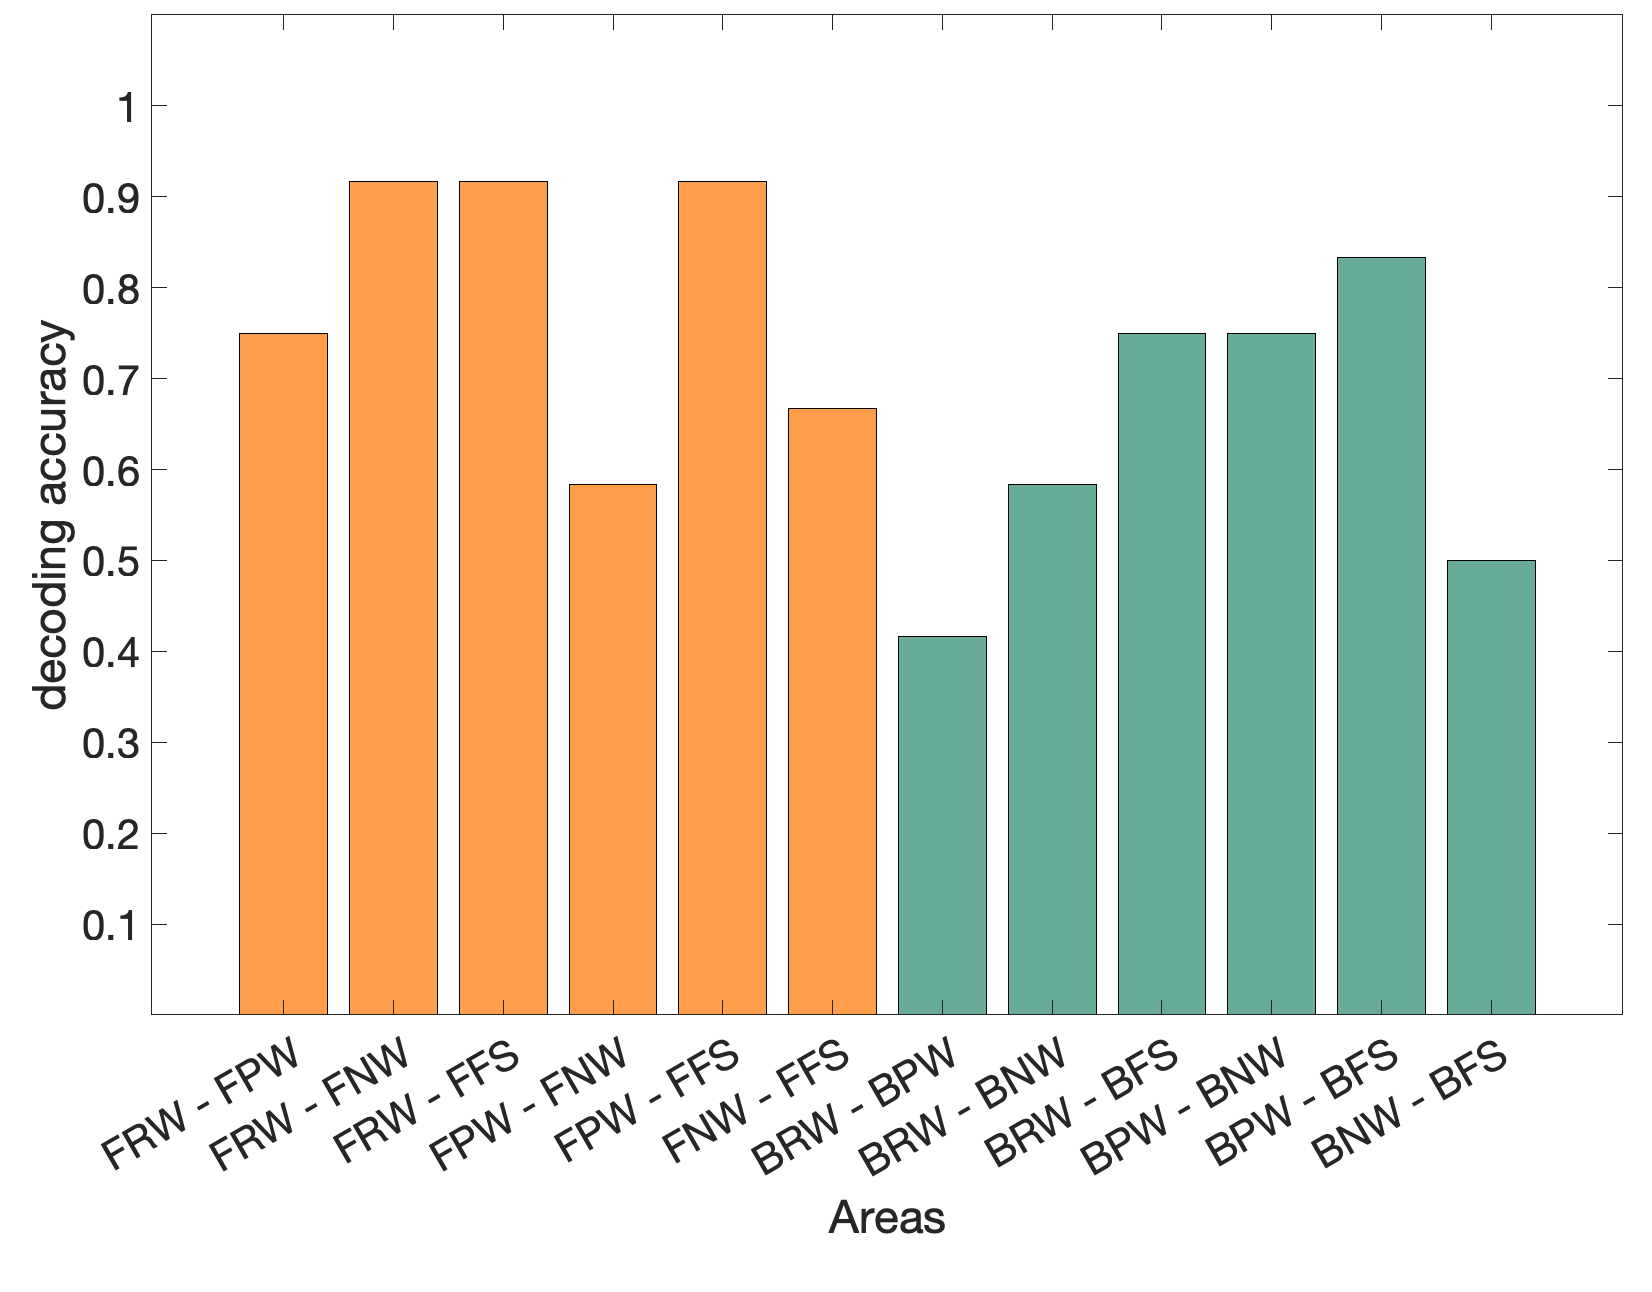 1
0.9
0.8
0.7
0.6
0.5
0.4
0.3
0.2
0.1
decoding accuracy
FRW - FPW
FRW - FNW
FRW - FFS
FPW - FNW
FPW - FFS
FNW - FFS
BRW - BPW
BRW - BNW
BRW - BFS
BPW - BNW
BPW - BFS
BNW - BFS
Areas